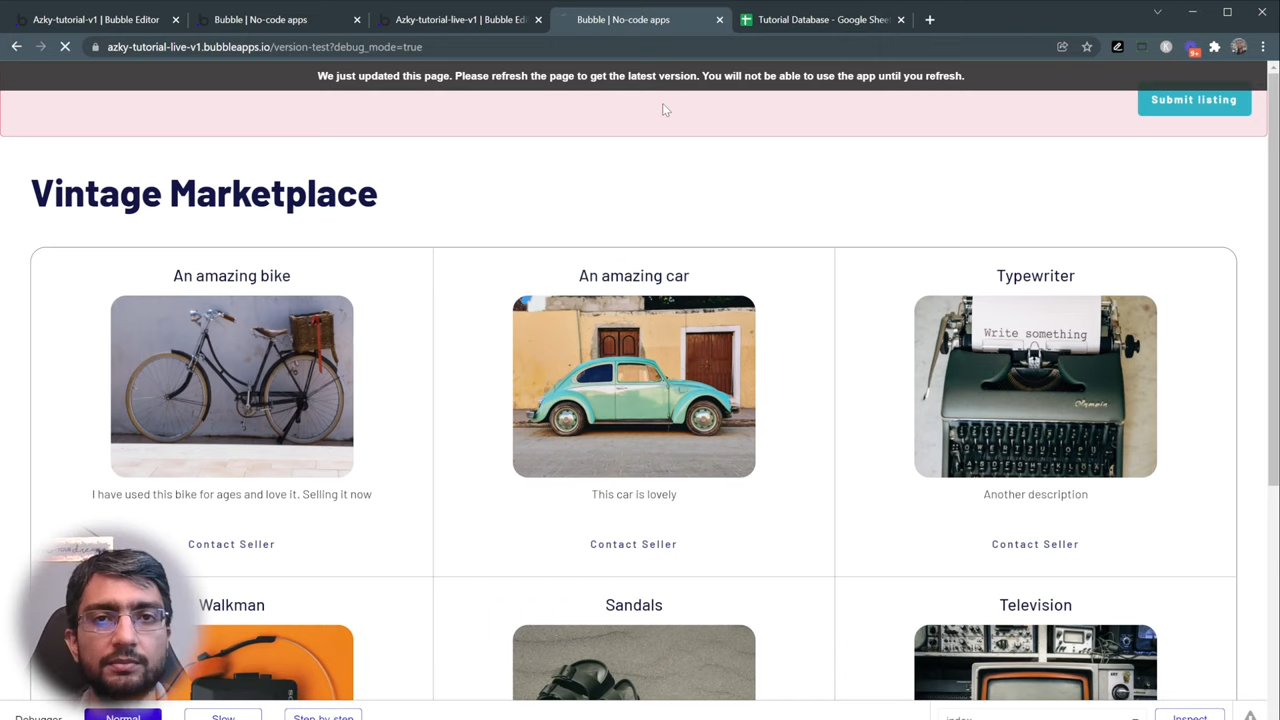 Azky-tutorial-v1 | Bubble Editor
Bubble | No-code apps
Azky-tutorial-live-v1 | Bubble Edi
Bubble | No-code apps
Tutorial Database - Google Shee
azky-tutorial-live-v1.bubbleapps.io/version-test?debug_mode=true
9+
We just updated this page. Please refresh the page to get the latest version. You will not be able to use the app until you refresh.
Submit listing
Vintage Marketplace
An amazing bike
An amazing car
Typewriter
Write something
Olympia
I have used this bike for ages and love it. Selling it now
This car is lovely
Another description
Contact Seller
Contact Seller
Contact Seller
Walkman
Sandals
Television
Debugger
Normal
Slow
Step by step
index
Inspect